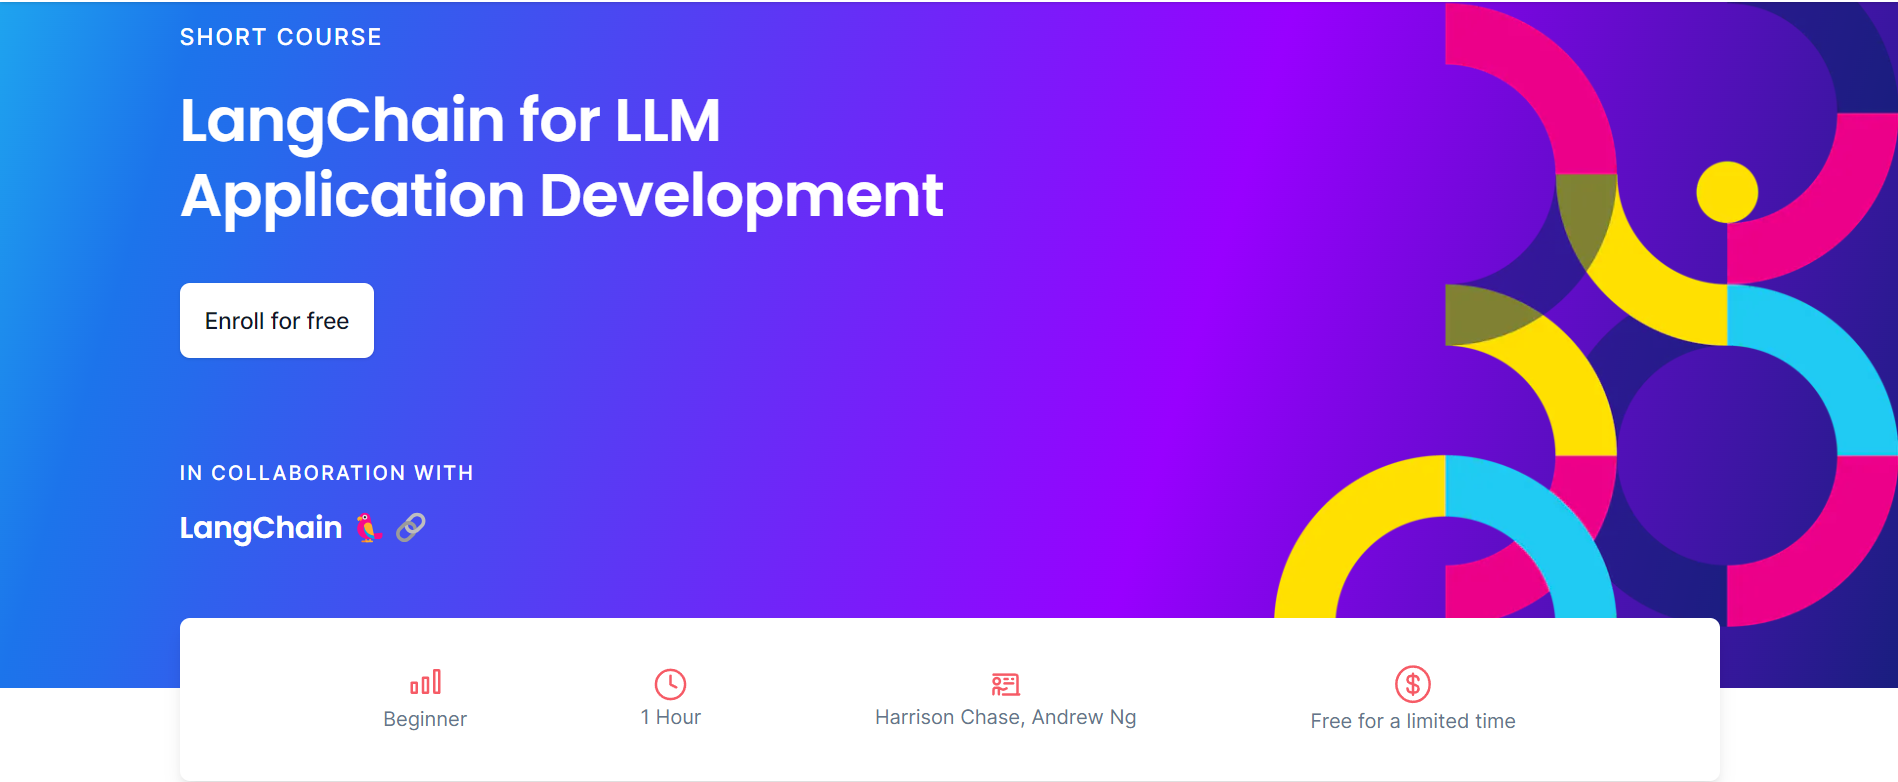 SHORT COURSE
LangChain for LLM
Application Development
Enroll for free
IN COLLABORATION WITH
LangChain 🦜 🔗
Beginner
1 Hour
Harrison Chase, Andrew Ng
Free for a limited time